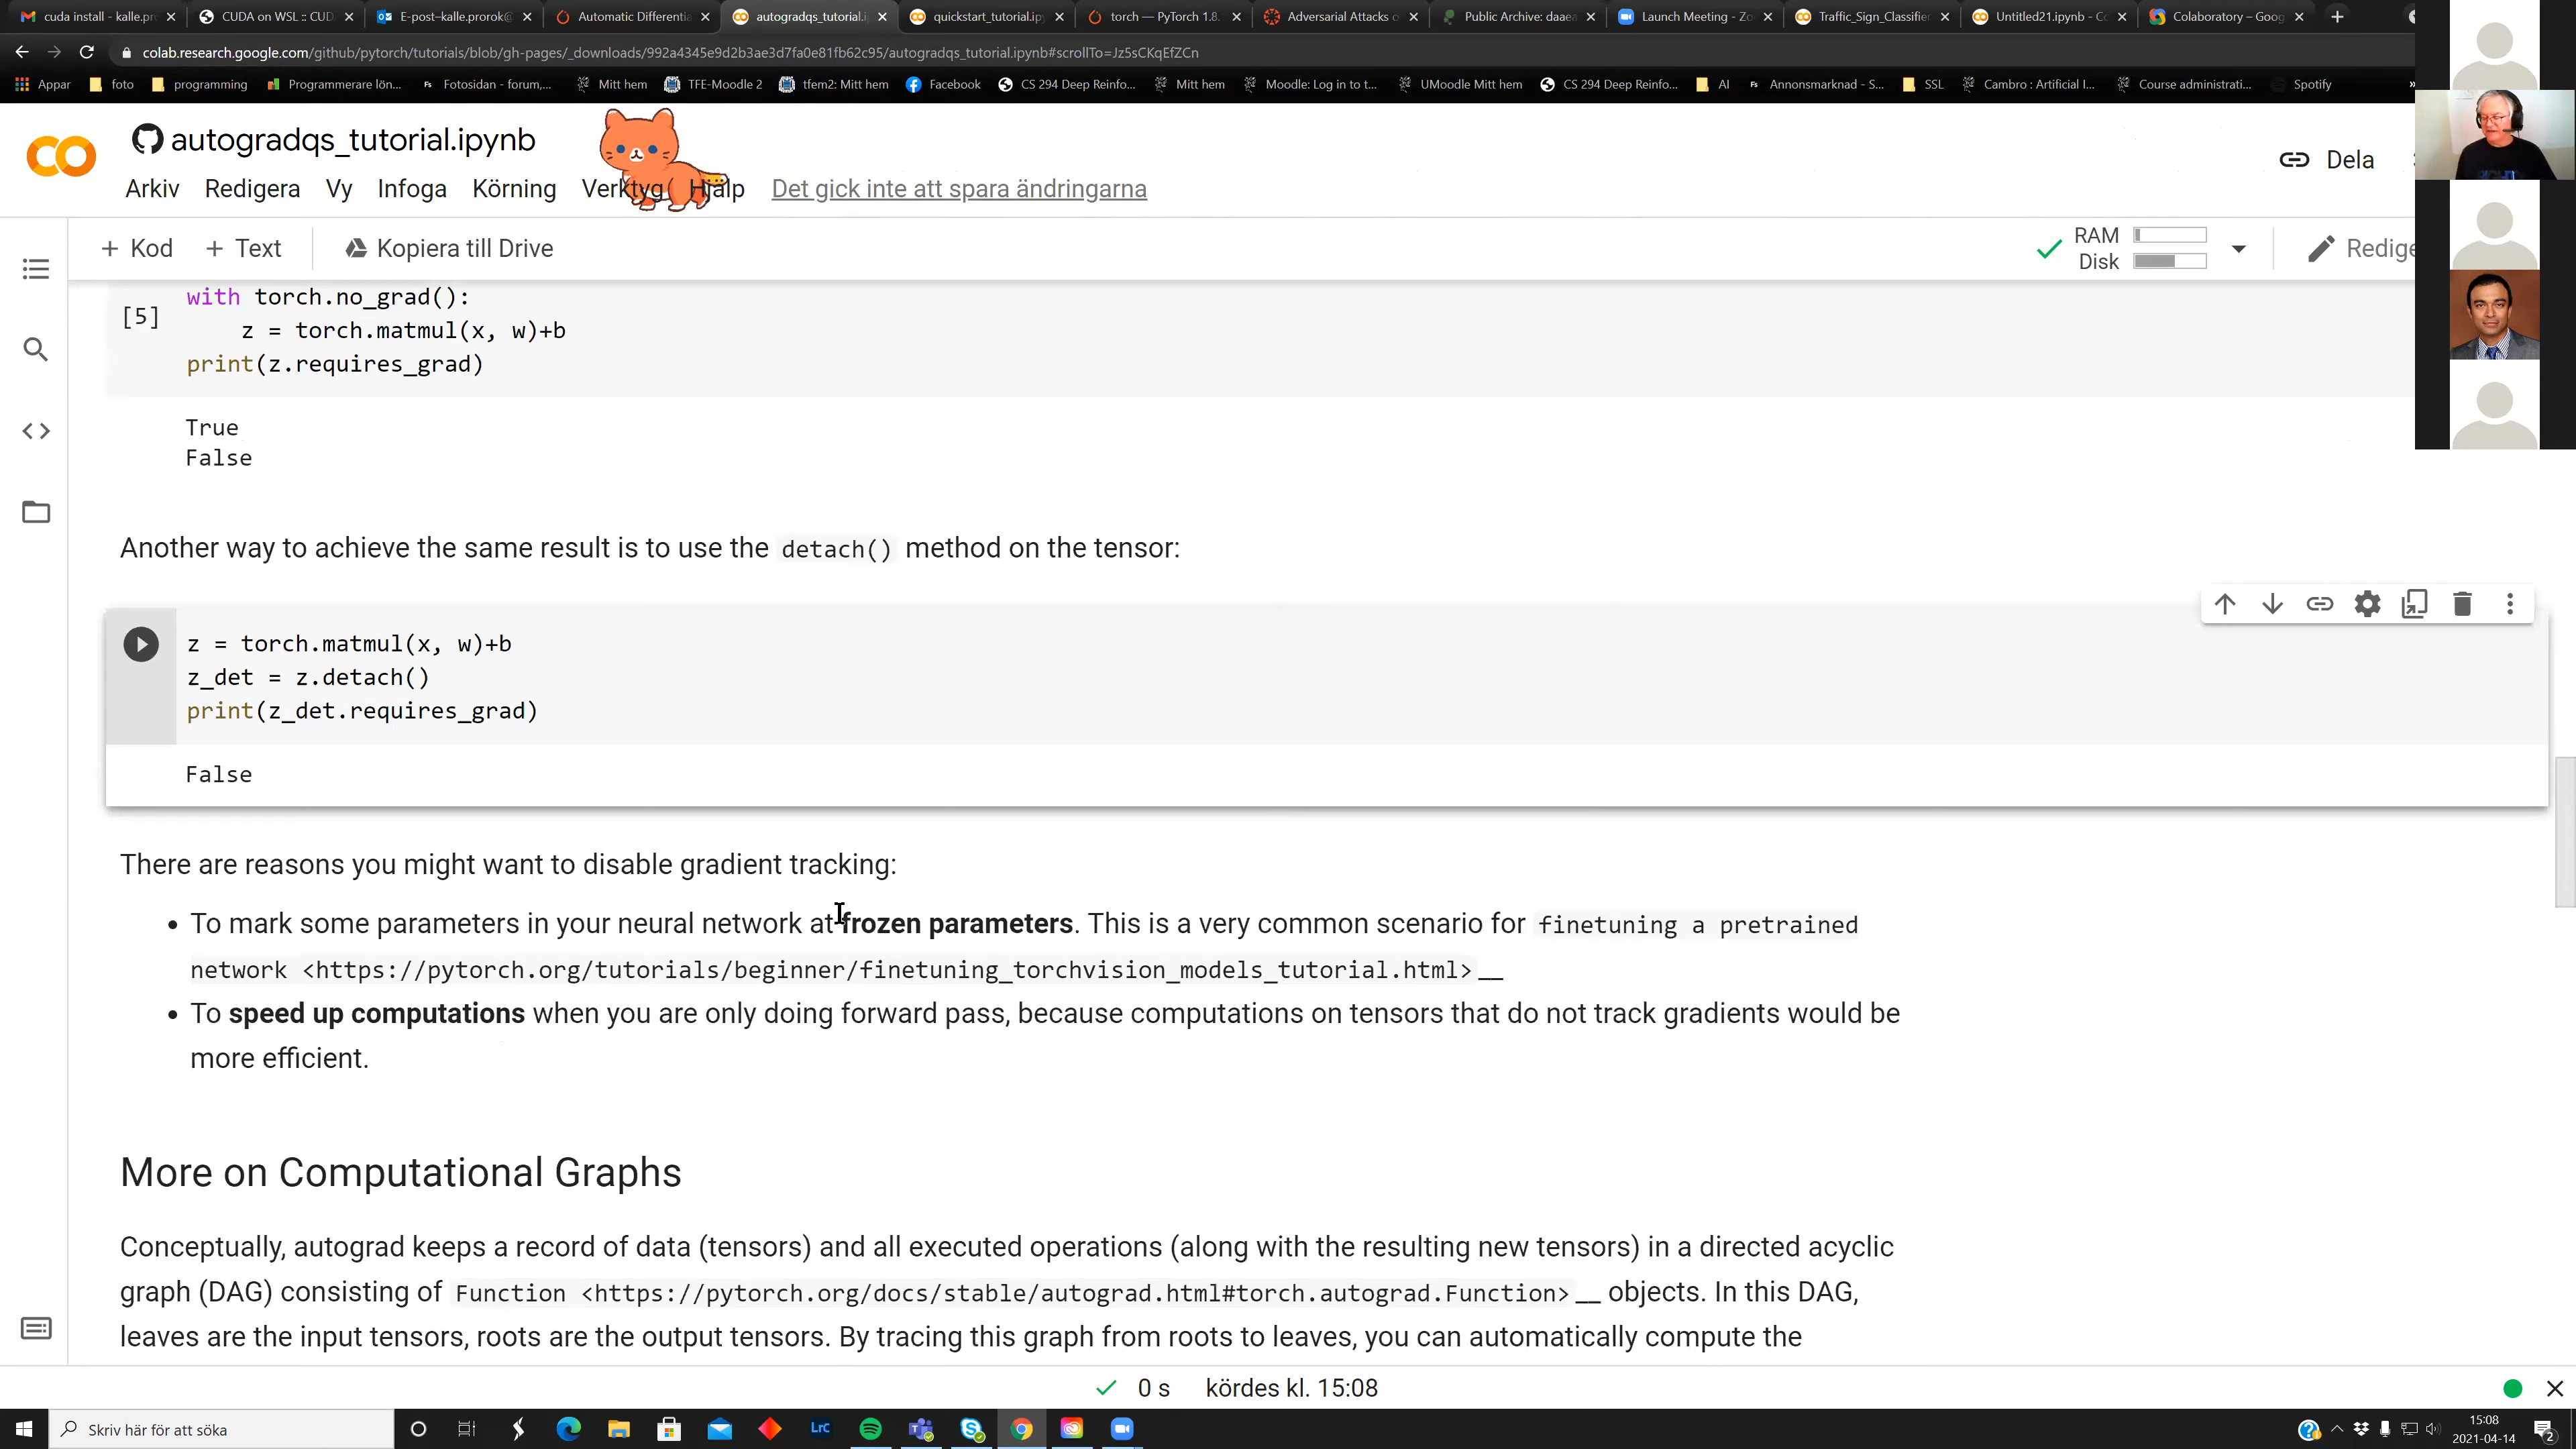 cuda install - kalle.pr
CUDA on WSL :: CUD
E-post–kalle.prorok@
Automatic Differentia
autogradqs_tutorial.i
quickstart_tutorial.ip
torch — PyTorch 1.8.
Adversarial Attacks o
Public Archive: daaea
Launch Meeting - Zo
Traffic_Sign_Classifier
Untitled21.ipynb - Co
Colaboratory – Goog
colab.research.google.com/github/pytorch/tutorials/blob/gh-pages/_downloads/992a4345e9d2b3ae3d7fa0e81fb62c95/autogradqs_tutorial.ipynb#scrollTo=Jz5sCKqEfZCn
Appar foto programming Programmerare lön... Fotosidan - forum,... Mitt hem TFE-Moodle 2 tfem2: Mitt hem Facebook CS 294 Deep Reinfo... Mitt hem Moodle: Log in to t... UMoodle Mitt hem CS 294 Deep Reinfo... AI Annonsmarknad - S... SSL Cambro : Artificial I... Course administrati... Spotify »
autogradqs_tutorial.ipynb
Arkiv Redigera Vy Infoga Körning Verktyg Hjälp Det gick inte att spara ändringarna
Dela
+ Kod + Text Kopiera till Drive
RAM
Disk
Redige
with torch.no_grad():
[5]
z = torch.matmul(x, w)+b
print(z.requires_grad)
True
False
Another way to achieve the same result is to use the detach() method on the tensor:
z = torch.matmul(x, w)+b
z_det = z.detach()
print(z_det.requires_grad)
False
There are reasons you might want to disable gradient tracking:
• To mark some parameters in your neural network at frozen parameters. This is a very common scenario for finetuning a pretrained
network <https://pytorch.org/tutorials/beginner/finetuning_torchvision_models_tutorial.html>__
• To speed up computations when you are only doing forward pass, because computations on tensors that do not track gradients would be
more efficient.
More on Computational Graphs
Conceptually, autograd keeps a record of data (tensors) and all executed operations (along with the resulting new tensors) in a directed acyclic
graph (DAG) consisting of Function <https://pytorch.org/docs/stable/autograd.html#torch.autograd.Function>__ objects. In this DAG,
leaves are the input tensors, roots are the output tensors. By tracing this graph from roots to leaves, you can automatically compute the
0 s kördes kl. 15:08
Skriv här för att söka
LrC
15:08
2021-04-14
2